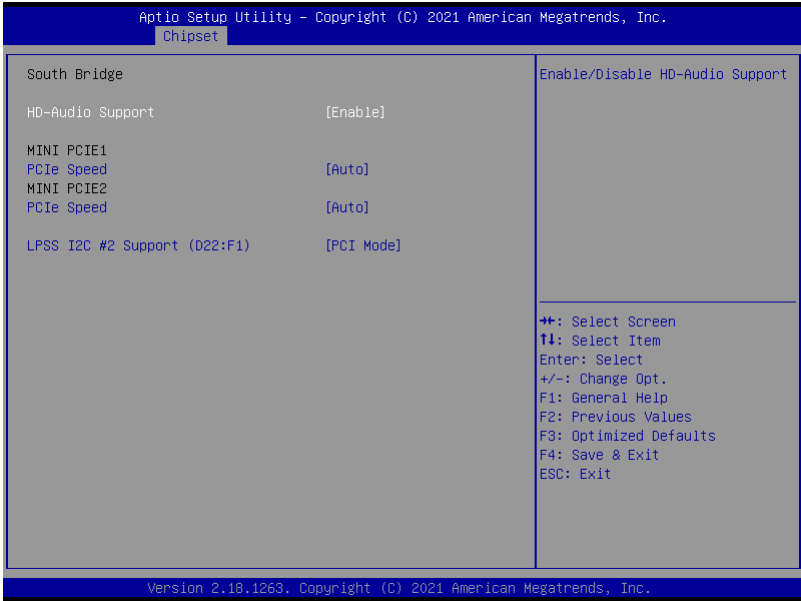 Aptio Setup Utility – Copyright (C) 2021 American Megatrends, Inc.
Chipset
South Bridge
HD-Audio Support [Enable]
MINI PCIE1
PCIe Speed [Auto]
MINI PCIE2
PCIe Speed [Auto]
LPSS I2C #2 Support (D22:F1) [PCI Mode]
Enable/Disable HD-Audio Support
→←: Select Screen
↑↓: Select Item
Enter: Select
+/-: Change Opt.
F1: General Help
F2: Previous Values
F3: Optimized Defaults
F4: Save & Exit
ESC: Exit
Version 2.18.1263. Copyright (C) 2021 American Megatrends, Inc.